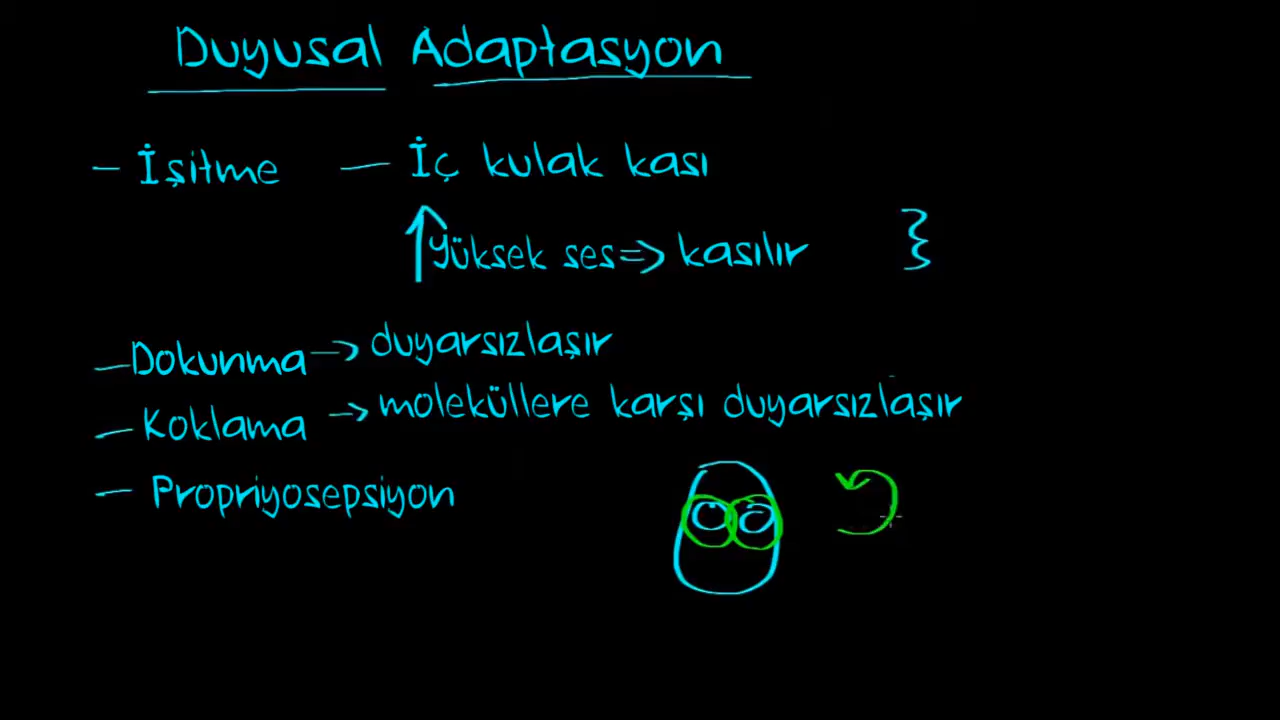 Duyusal Adaptasyon
- İşitme - İç kulak kası
↑ yüksek ses => kasılır }
- Dokunma -> duyarsızlaşır
- Koklama -> moleküllere karşı duyarsızlaşır
- Propriyosepsiyon